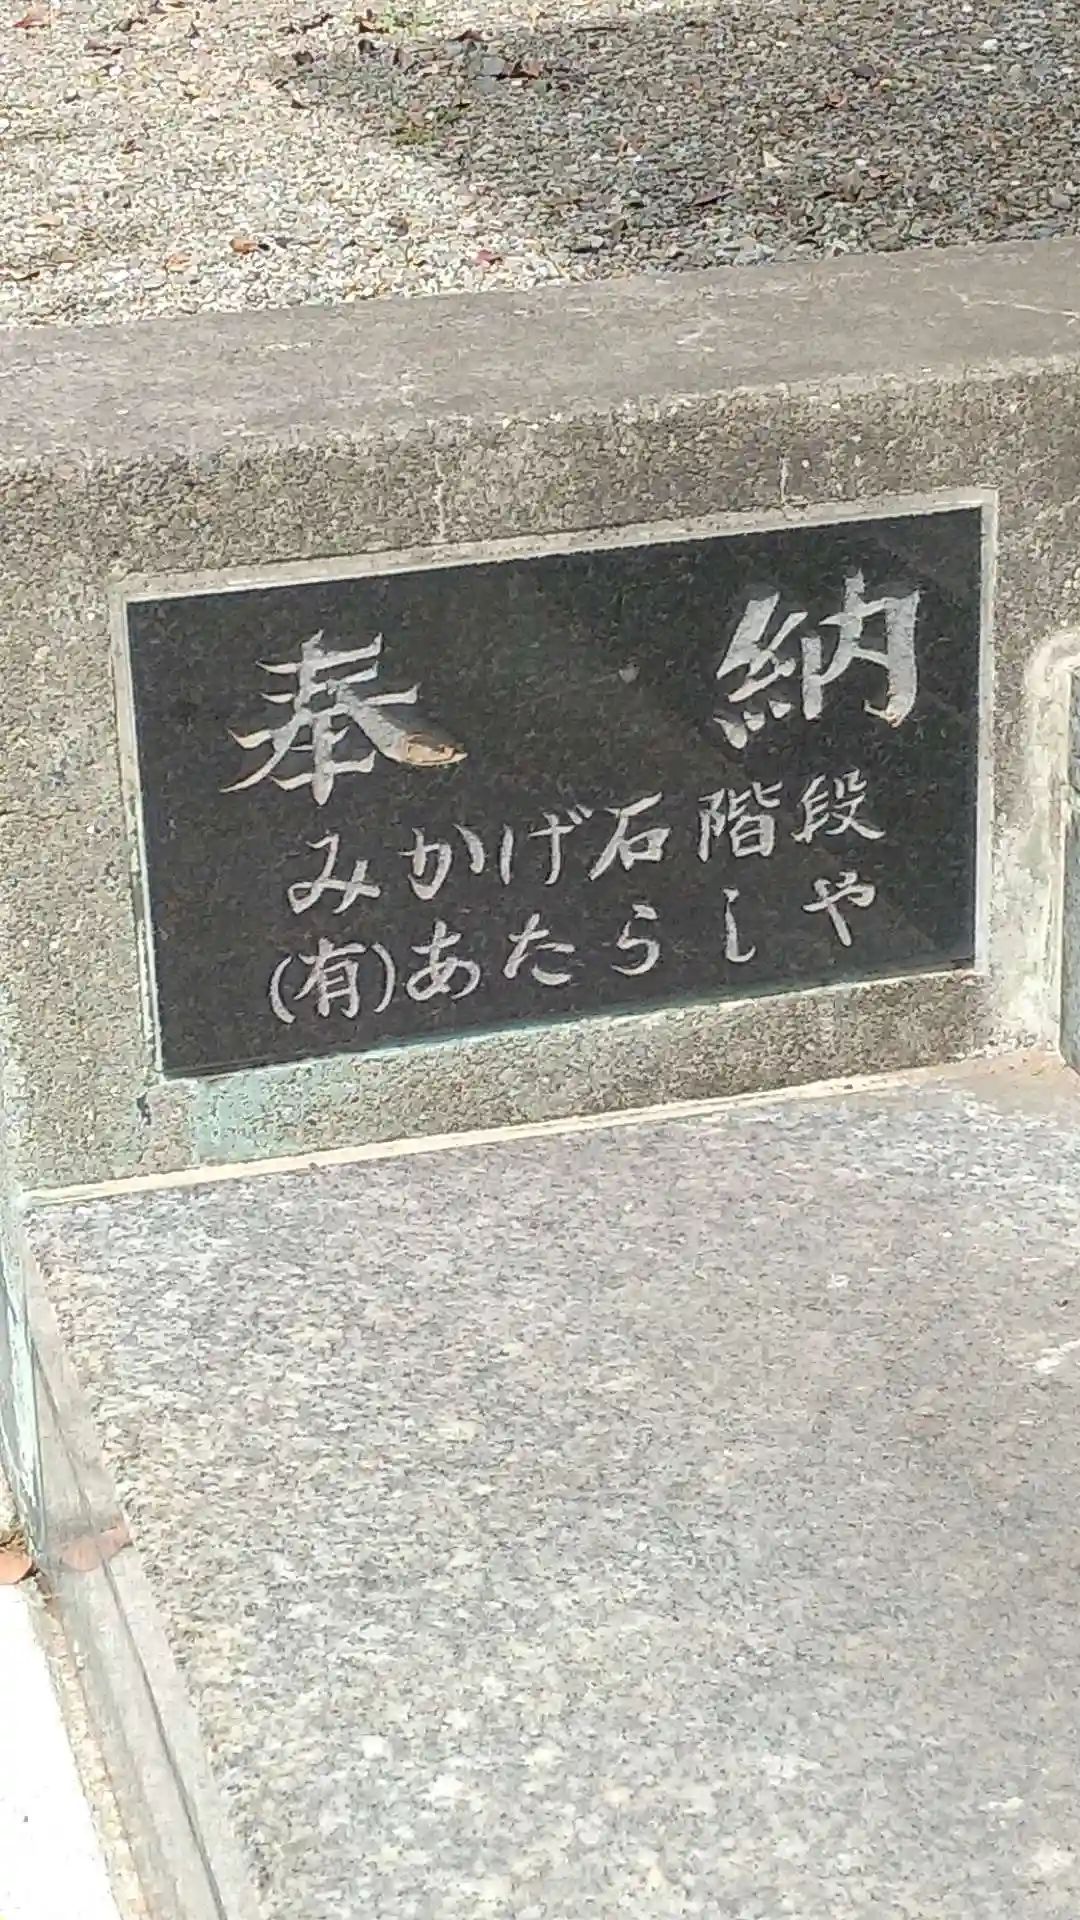 奉納
みかげ石階段
(有)あたらしや